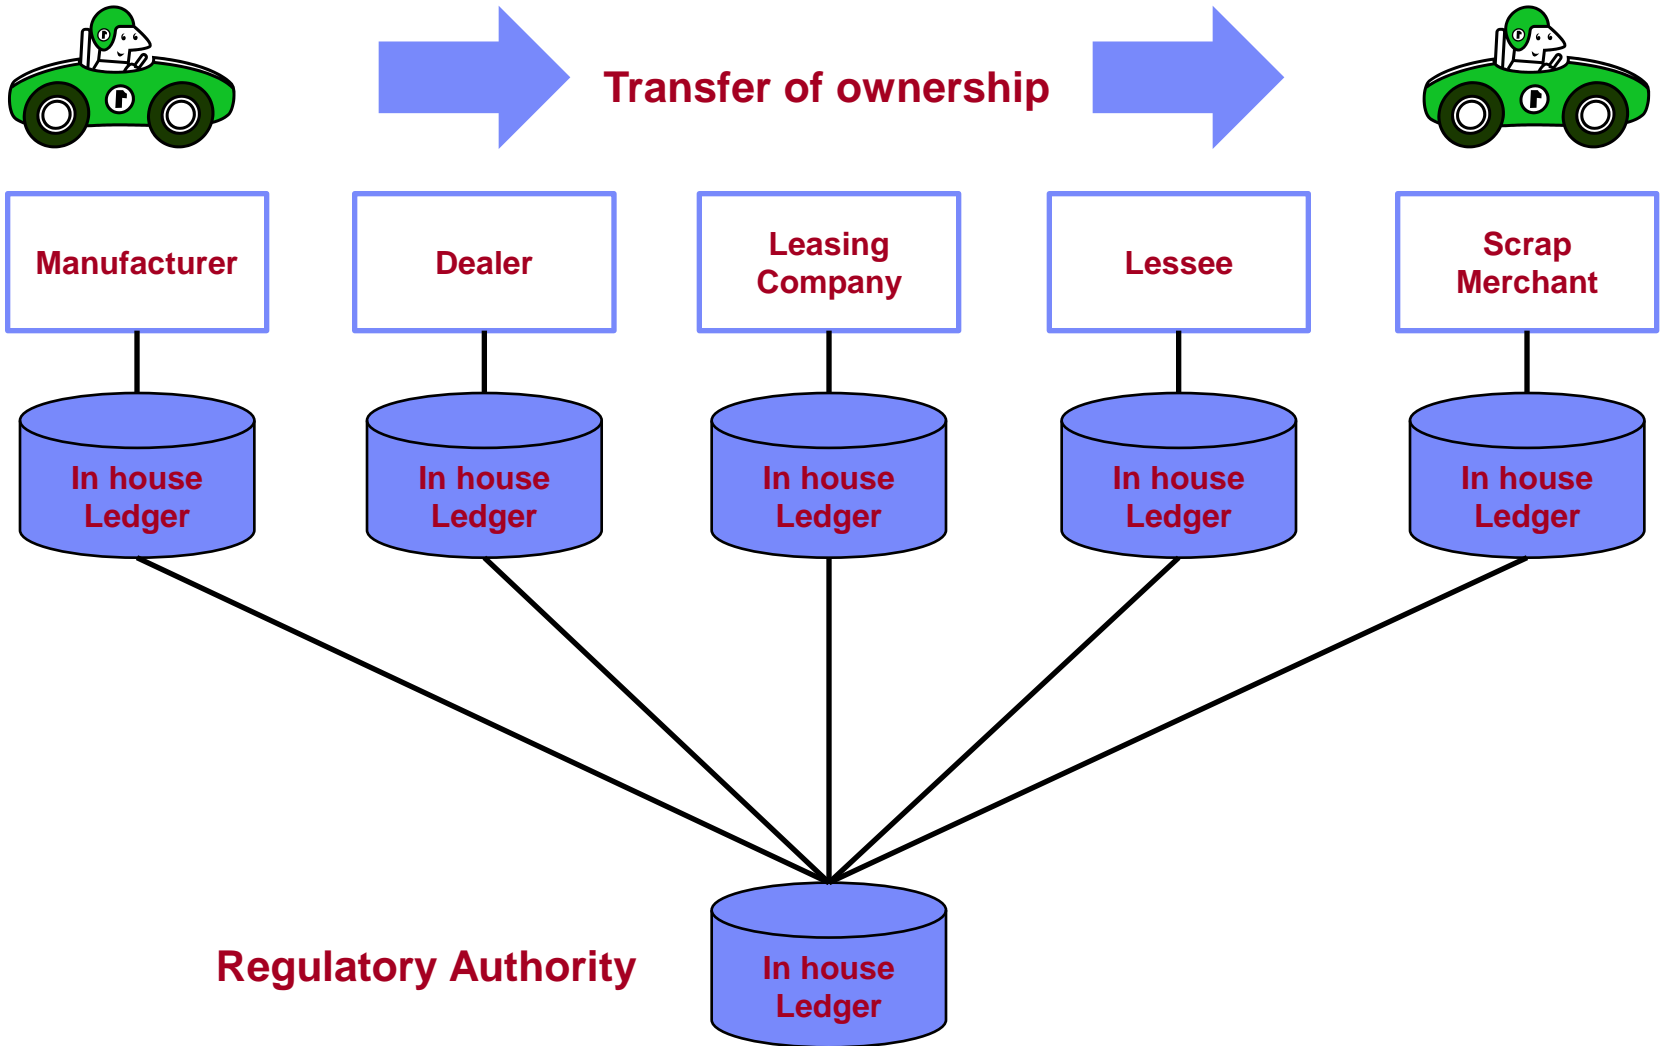 Transfer of ownership
Manufacturer
Dealer
Leasing
Company
Lessee
Scrap
Merchant
In house
Ledger
In house
Ledger
In house
Ledger
In house
Ledger
In house
Ledger
Regulatory Authority
In house
Ledger